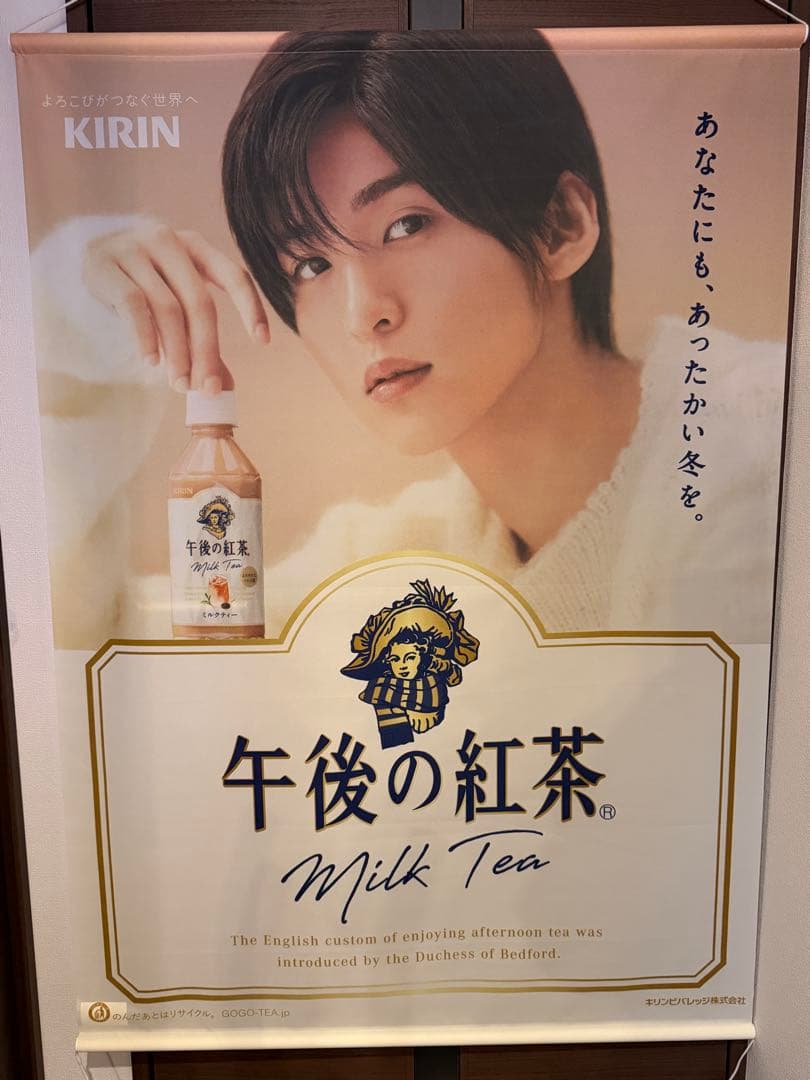 よろこびがつなぐ世界へ
KIRIN
あなたにも、あったかい冬を。
KIRIN
午後の紅茶
Milk Tea
ミルクティー
午後の紅茶®
Milk Tea
The English custom of enjoying afternoon tea was
introduced by the Duchess of Bedford.
のんだあとはリサイクル。GOGO-TEA.jp
キリンビバレッジ株式会社